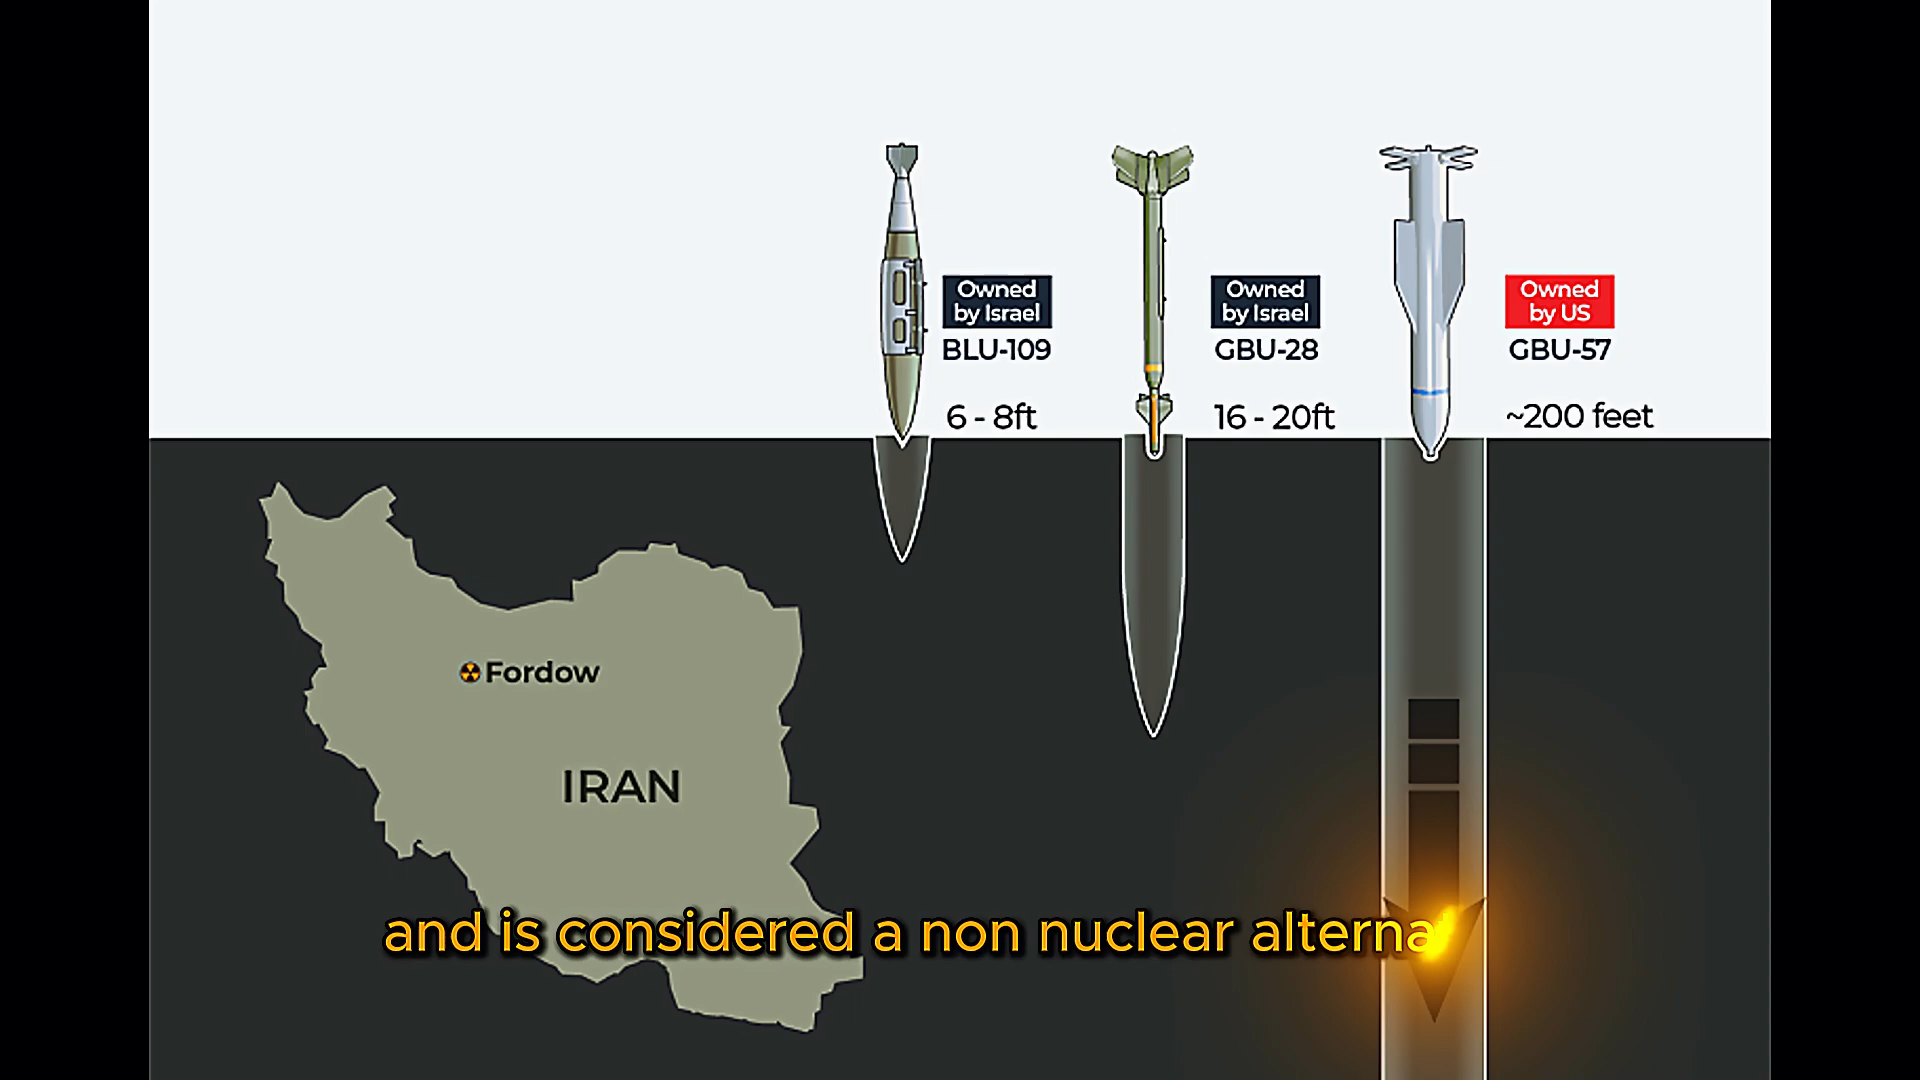 Owned
by Israel
BLU-109
6 - 8ft
Owned
by Israel
GBU-28
16 - 20ft
Owned
by US
GBU-57
~200 feet
Fordow
IRAN
and is considered a non nuclear alterna